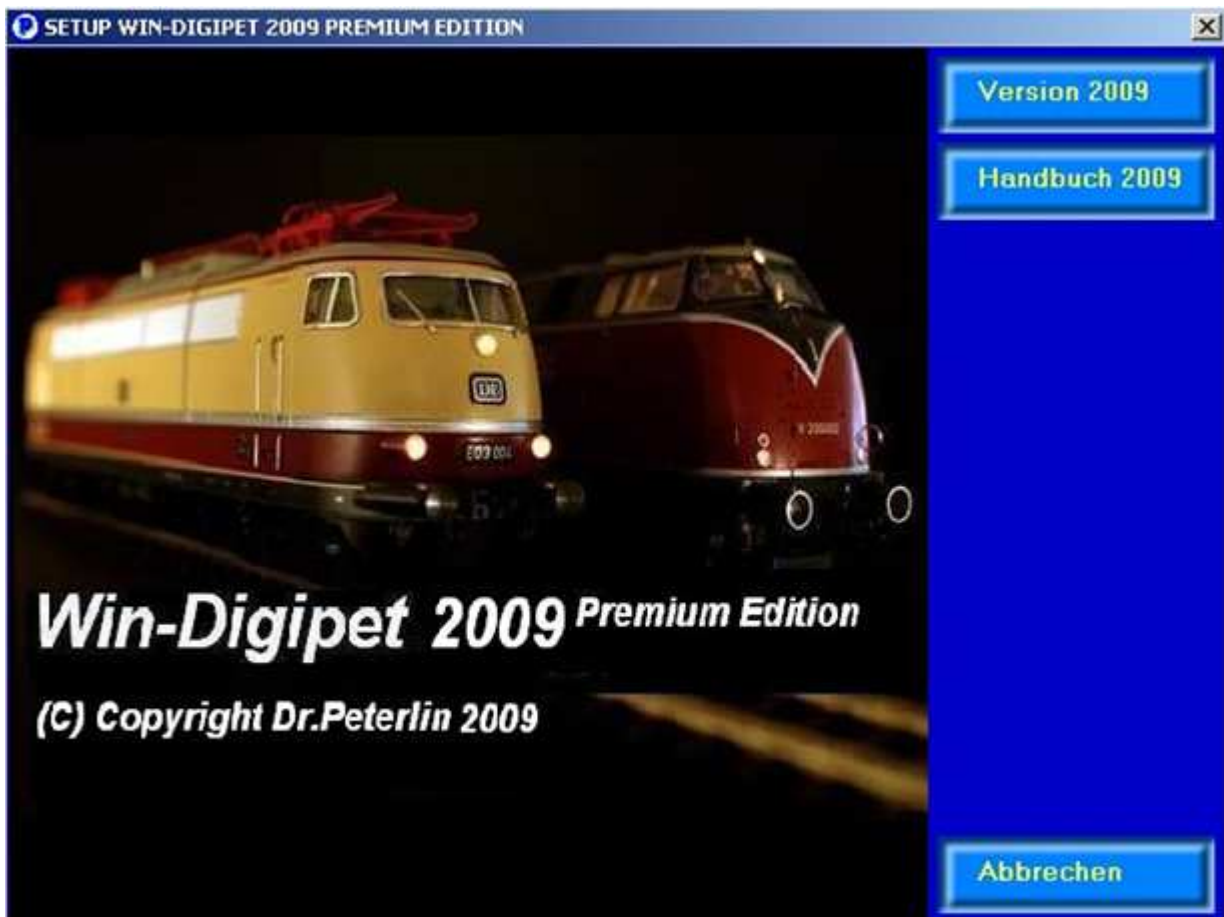 SETUP WIN-DIGIPET 2009 PREMIUM EDITION
Version 2009
Handbuch 2009
DB
E03 004
Win-Digipet 2009 Premium Edition
(C) Copyright Dr.Peterlin 2009
Abbrechen